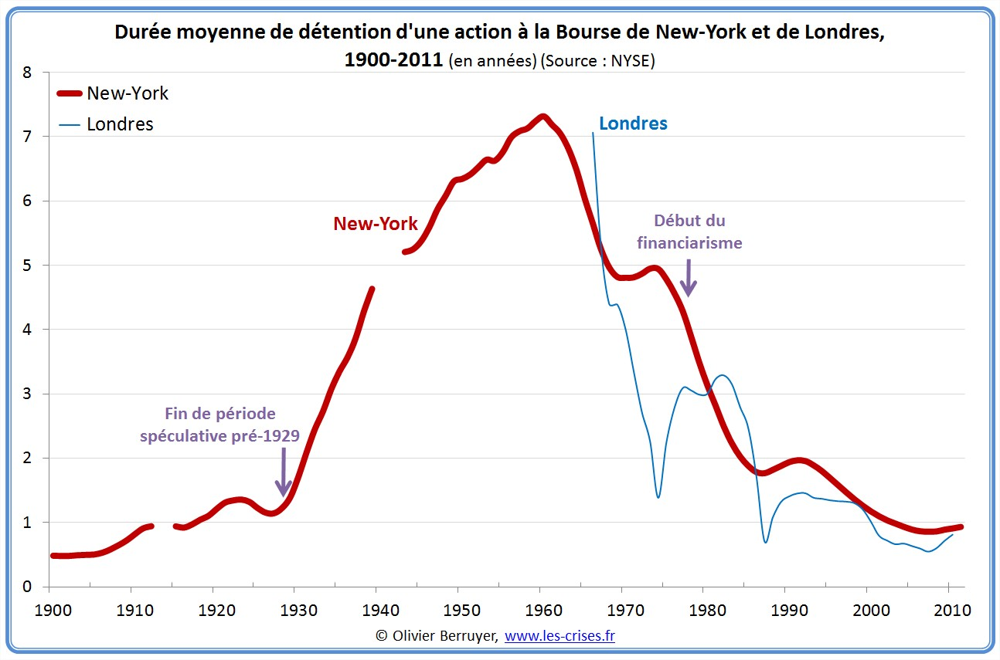 Durée moyenne de détention d'une action à la Bourse de New-York et de Londres,
1900-2011 (en années) (Source : NYSE)
8
7
6
5
4
3
2
1
0
New-York
Londres
Londres
New-York
Début du
financiarisme
Fin de période
spéculative pré-1929
1900 1910 1920 1930 1940 1950 1960 1970 1980 1990 2000 2010
© Olivier Berruyer, www.les-crises.fr